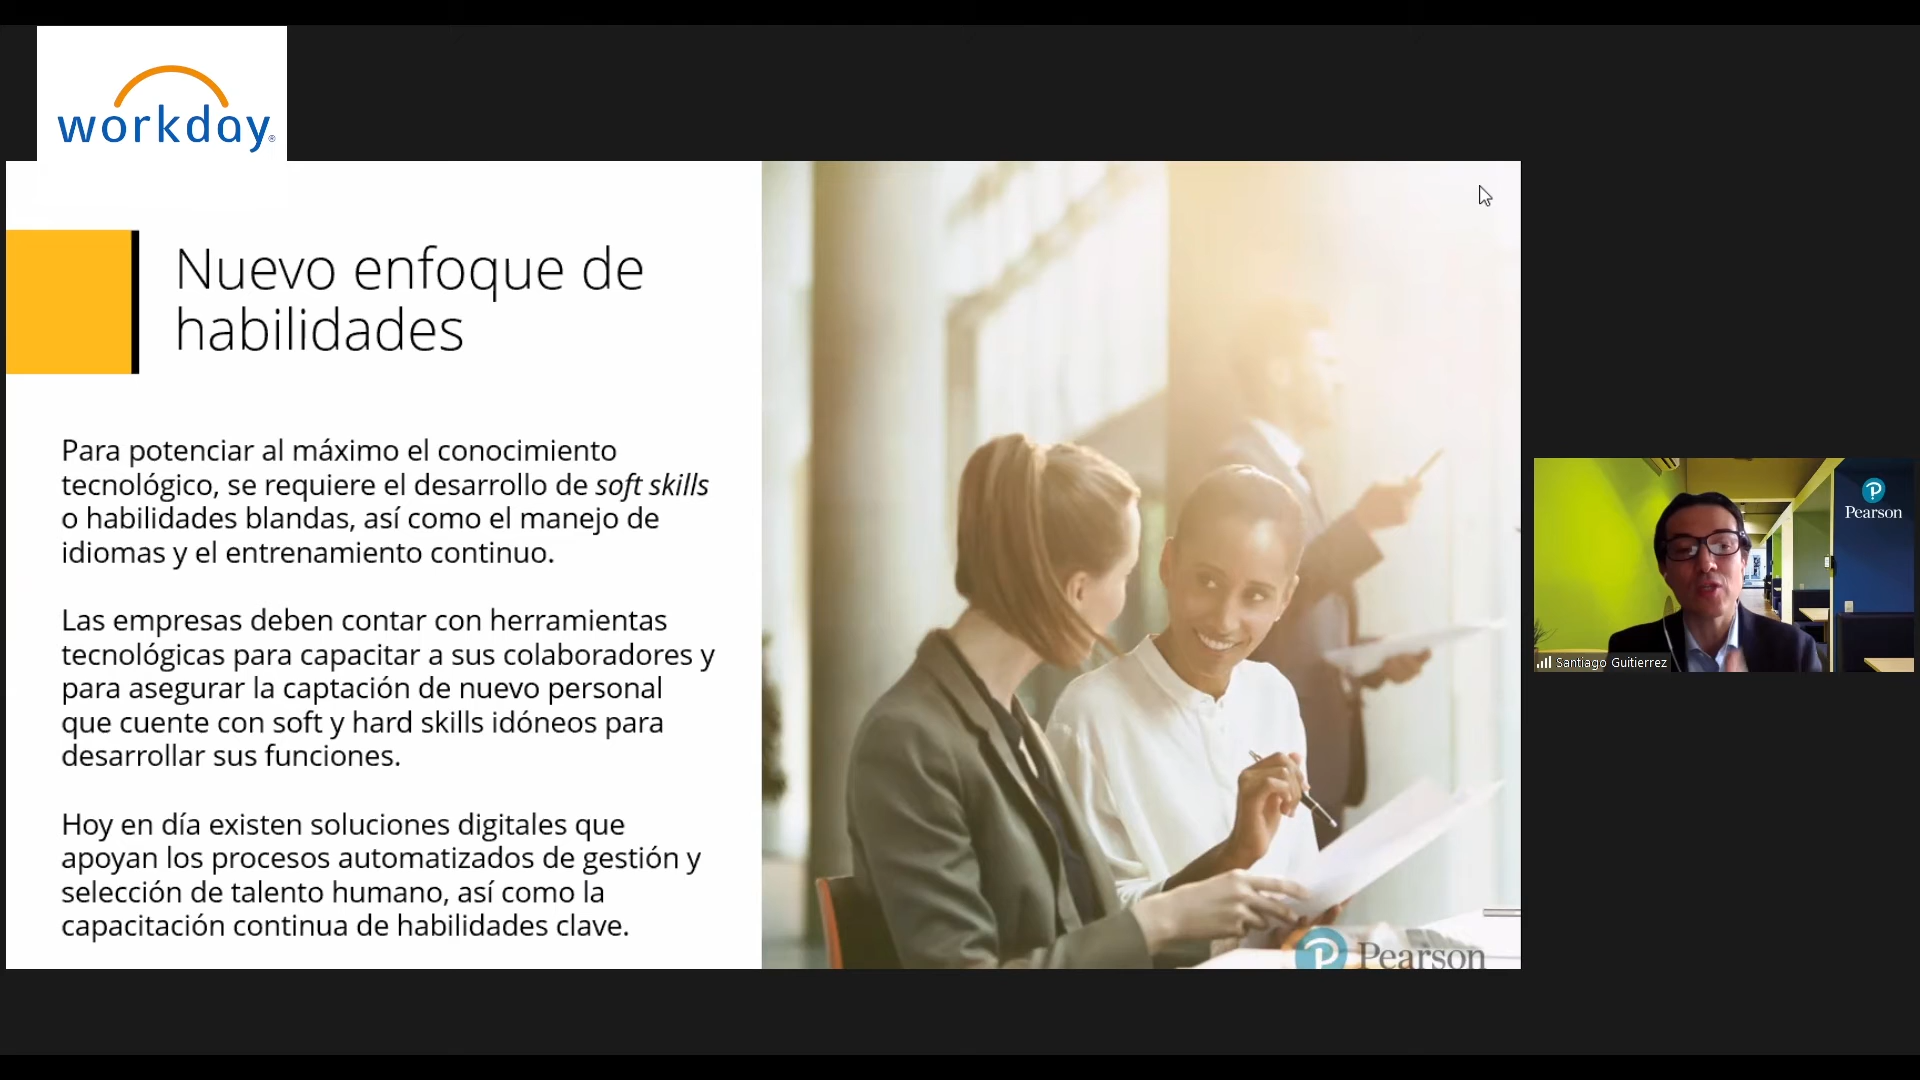 workday®
Nuevo enfoque de
habilidades
Para potenciar al máximo el conocimiento
tecnológico, se requiere el desarrollo de soft skills
o habilidades blandas, así como el manejo de
idiomas y el entrenamiento continuo.
Las empresas deben contar con herramientas
tecnológicas para capacitar a sus colaboradores y
para asegurar la captación de nuevo personal
que cuente con soft y hard skills idóneos para
desarrollar sus funciones.
Hoy en día existen soluciones digitales que
apoyan los procesos automatizados de gestión y
selección de talento humano, así como la
capacitación continua de habilidades clave.
Pearson
Pearson
Santiago Guitierrez